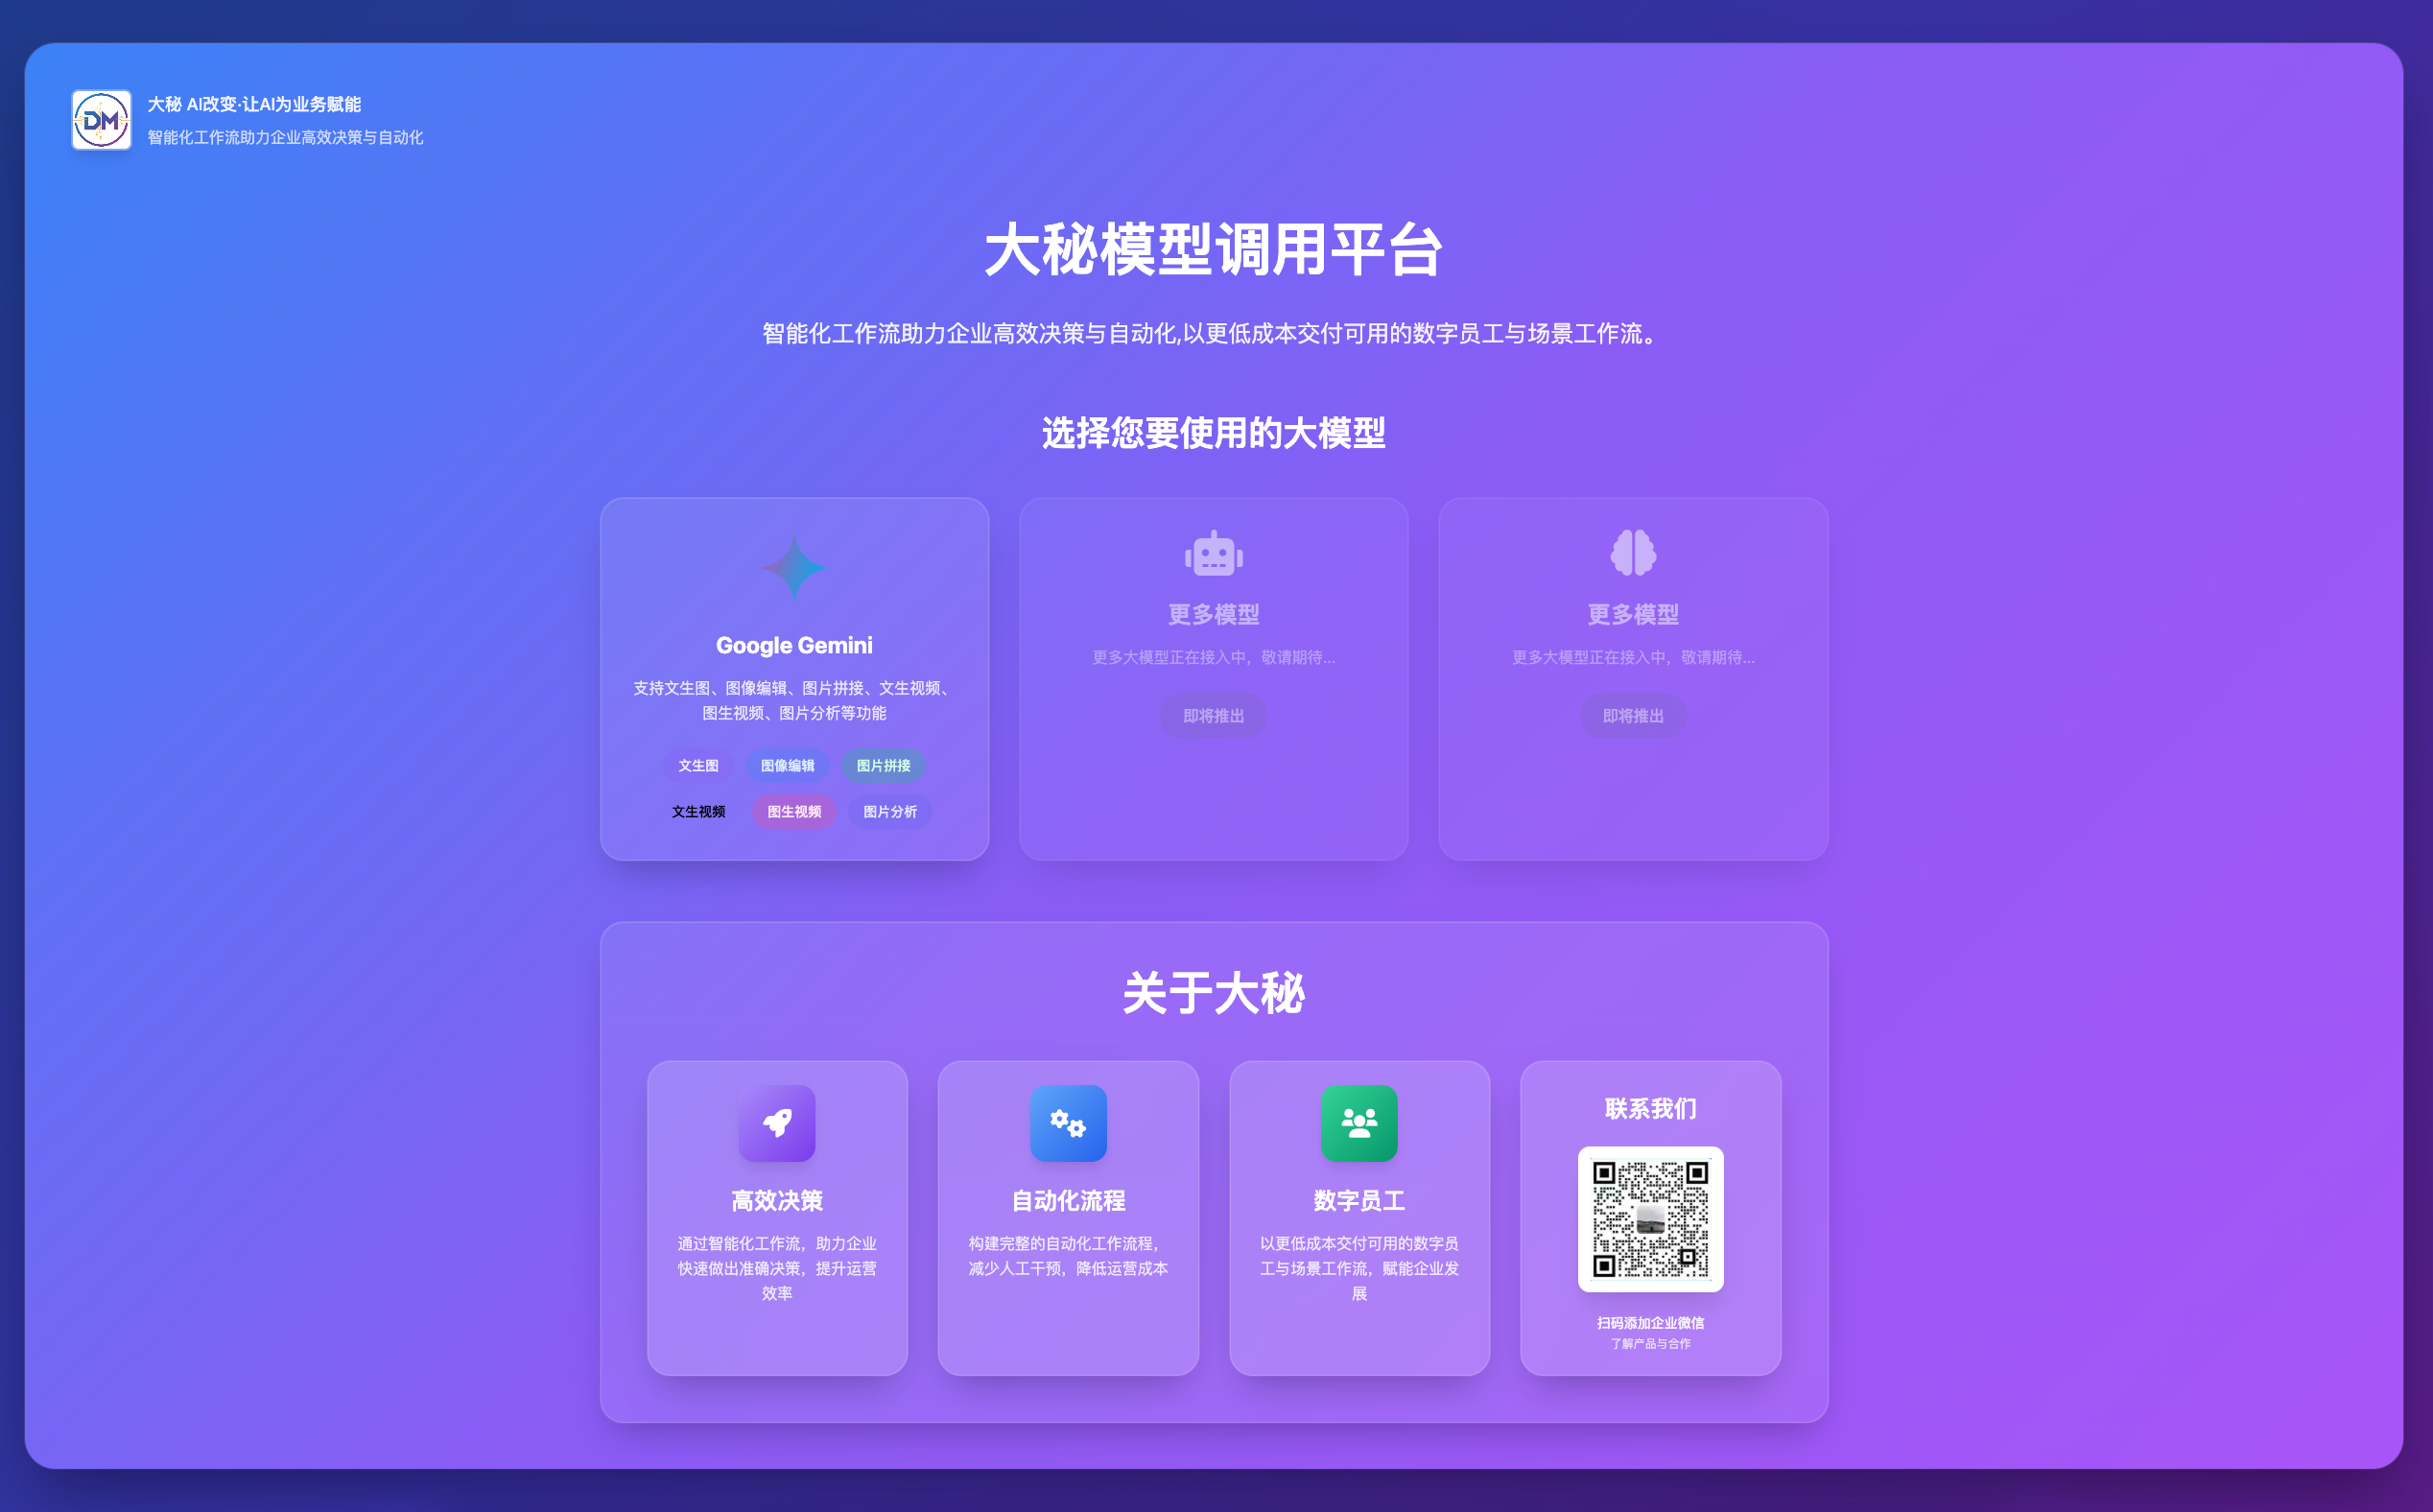 DM
大秘 AI改变·让AI为业务赋能
智能化工作流助力企业高效决策与自动化
大秘模型调用平台
智能化工作流助力企业高效决策与自动化,以更低成本交付可用的数字员工与场景工作流。
选择您要使用的大模型
Google Gemini
支持文生图、图像编辑、图片拼接、文生视频、
图生视频、图片分析等功能
文生图
图像编辑
图片拼接
文生视频
图生视频
图片分析
更多模型
更多大模型正在接入中，敬请期待...
即将推出
更多模型
更多大模型正在接入中，敬请期待...
即将推出
关于大秘
高效决策
通过智能化工作流，助力企业
快速做出准确决策，提升运营
效率
自动化流程
构建完整的自动化工作流程，
减少人工干预，降低运营成本
数字员工
以更低成本交付可用的数字员
工与场景工作流，赋能企业发
展
联系我们
扫码添加企业微信
了解产品与合作